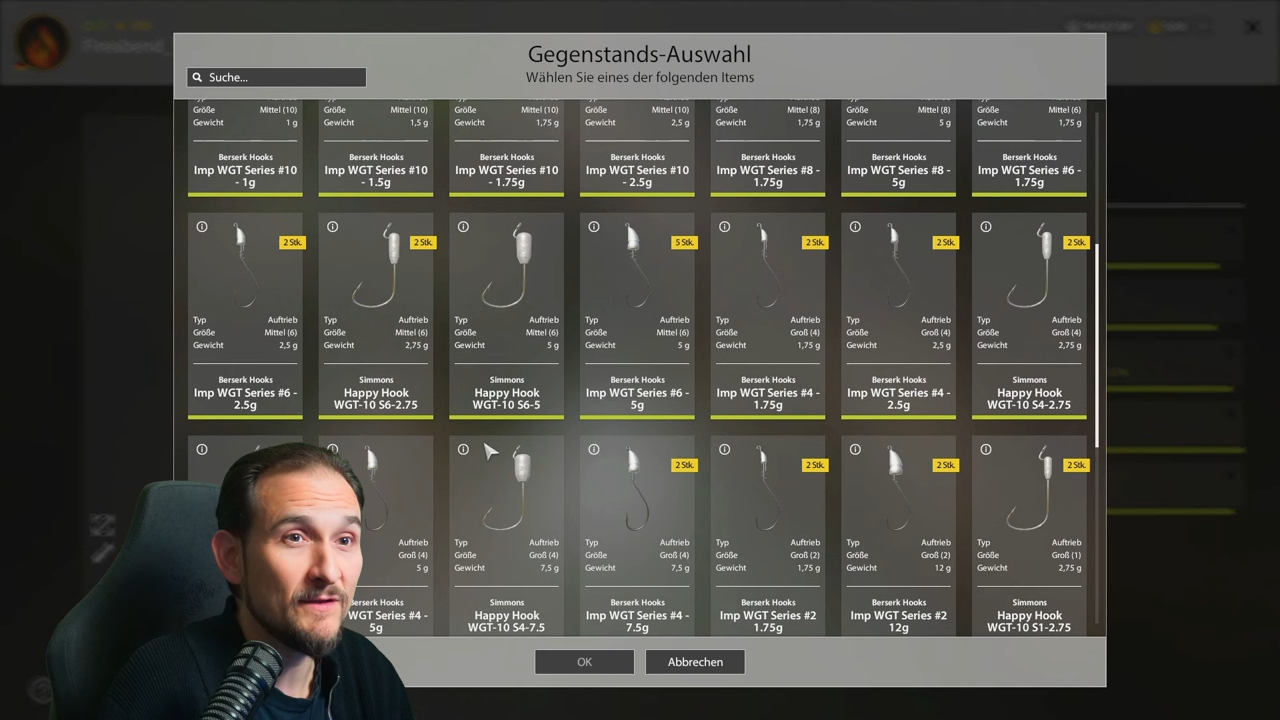 Feierabend
Gegenstands-Auswahl
Suche...
Wählen Sie eines der folgenden Items
Größe Mittel (10)
Gewicht 1 g
Berserk Hooks
Imp WGT Series #10
- 1g
Größe Mittel (10)
Gewicht 1,5 g
Berserk Hooks
Imp WGT Series #10
- 1.5g
Größe Mittel (10)
Gewicht 1,75 g
Berserk Hooks
Imp WGT Series #10
- 1.75g
Größe Mittel (10)
Gewicht 2,5 g
Berserk Hooks
Imp WGT Series #10
- 2.5g
Größe Mittel (8)
Gewicht 1,75 g
Berserk Hooks
Imp WGT Series #8 -
1.75g
Größe Mittel (8)
Gewicht 5 g
Berserk Hooks
Imp WGT Series #8 -
5g
Größe Mittel (6)
Gewicht 1,75 g
Berserk Hooks
Imp WGT Series #6 -
1.75g
2 Stk.
Typ Auftrieb
Größe Mittel (6)
Gewicht 2,5 g
Berserk Hooks
Imp WGT Series #6 -
2.5g
2 Stk.
Typ Auftrieb
Größe Mittel (6)
Gewicht 2,75 g
Simmons
Happy Hook
WGT-10 S6-2.75
Typ Auftrieb
Größe Mittel (6)
Gewicht 5 g
Simmons
Happy Hook
WGT-10 S6-5
5 Stk.
Typ Auftrieb
Größe Mittel (6)
Gewicht 5 g
Berserk Hooks
Imp WGT Series #6 -
5g
2 Stk.
Typ Auftrieb
Größe Groß (4)
Gewicht 1,75 g
Berserk Hooks
Imp WGT Series #4 -
1.75g
2 Stk.
Typ Auftrieb
Größe Groß (4)
Gewicht 2,5 g
Berserk Hooks
Imp WGT Series #4 -
2.5g
2 Stk.
Typ Auftrieb
Größe Groß (4)
Gewicht 2,75 g
Simmons
Happy Hook
WGT-10 S4-2.75
Auftrieb
Groß (4)
5 g
Berserk Hooks
WGT Series #4 -
5g
Typ Auftrieb
Größe Groß (4)
Gewicht 7,5 g
Simmons
Happy Hook
WGT-10 S4-7.5
2 Stk.
Typ Auftrieb
Größe Groß (4)
Gewicht 7,5 g
Berserk Hooks
Imp WGT Series #4 -
7.5g
2 Stk.
Typ Auftrieb
Größe Groß (2)
Gewicht 1,75 g
Berserk Hooks
Imp WGT Series #2
1.75g
2 Stk.
Typ Auftrieb
Größe Groß (2)
Gewicht 12 g
Berserk Hooks
Imp WGT Series #2
12g
2 Stk.
Typ Auftrieb
Größe Groß (1)
Gewicht 2,75 g
Simmons
Happy Hook
WGT-10 S1-2.75
OK
Abbrechen